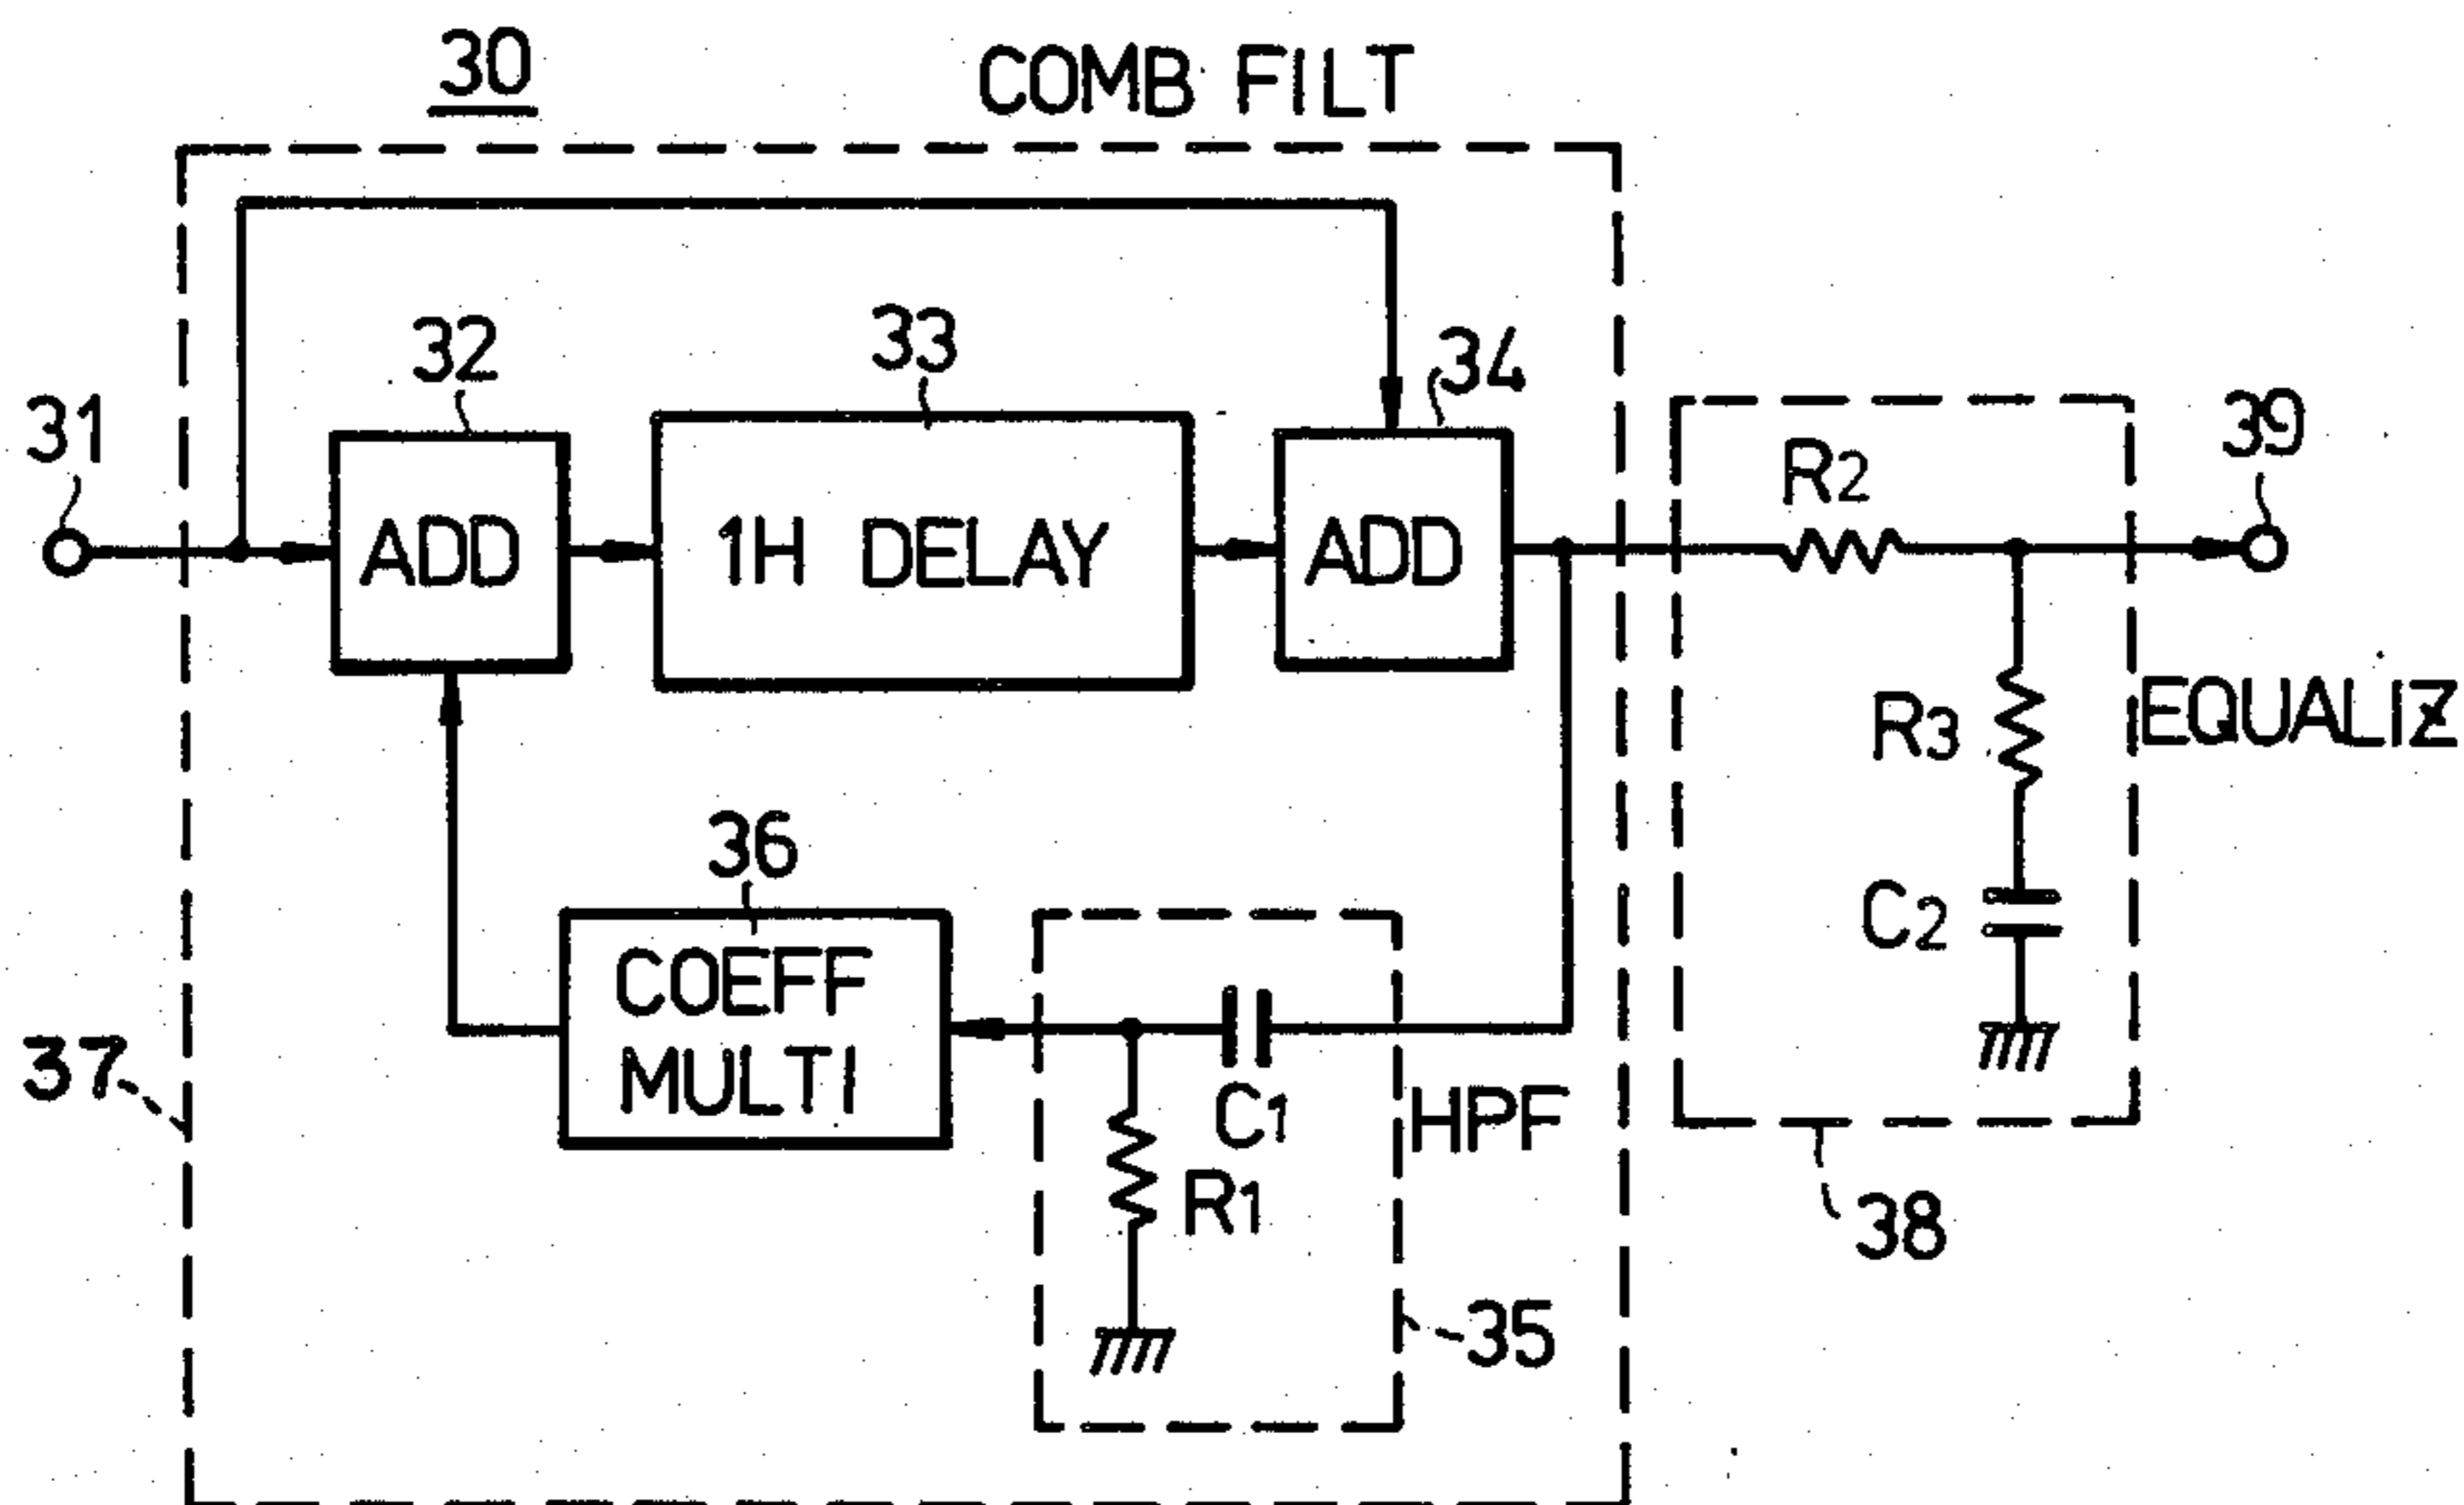 30
COMB FILT
31
32
33
34
39
ADD
1H DELAY
ADD
R2
R3
EQUALIZ
C2
36
COEFF
MULTI
C1
HPF
R1
37
38
35